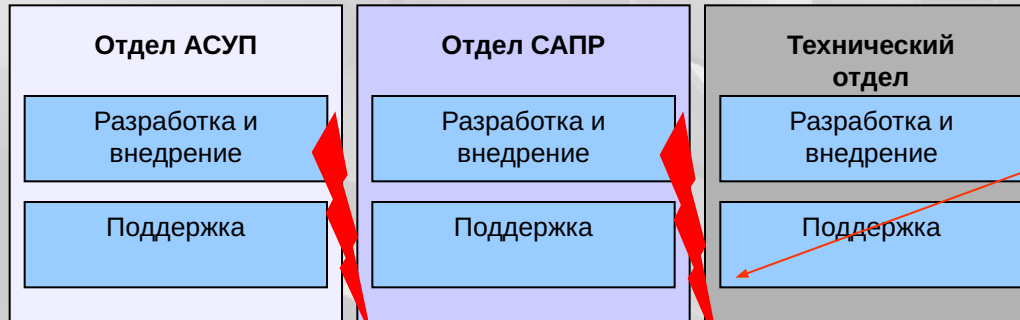 Отдел АСУП
Разработка и
внедрение
Поддержка
Отдел САПР
Разработка и
внедрение
Поддержка
Технический
отдел
Разработка и
внедрение
Поддержка